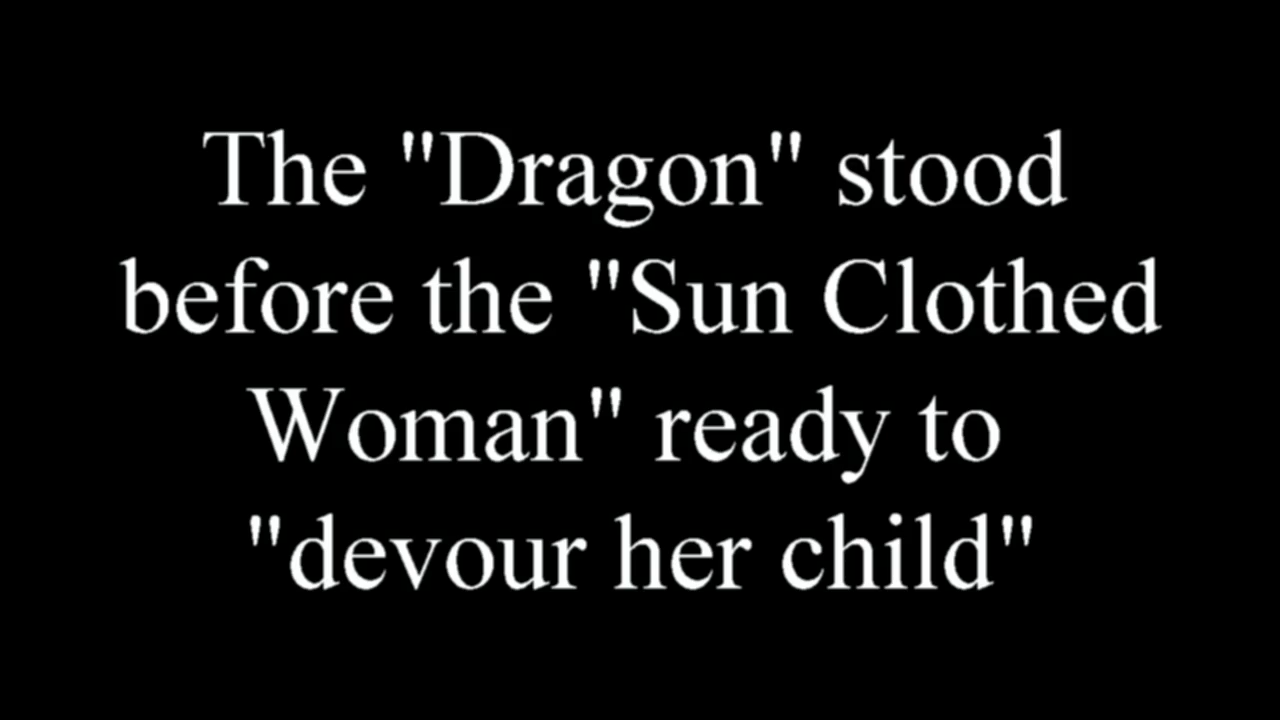 The "Dragon" stood
before the "Sun Clothed
Woman" ready to
"devour her child"